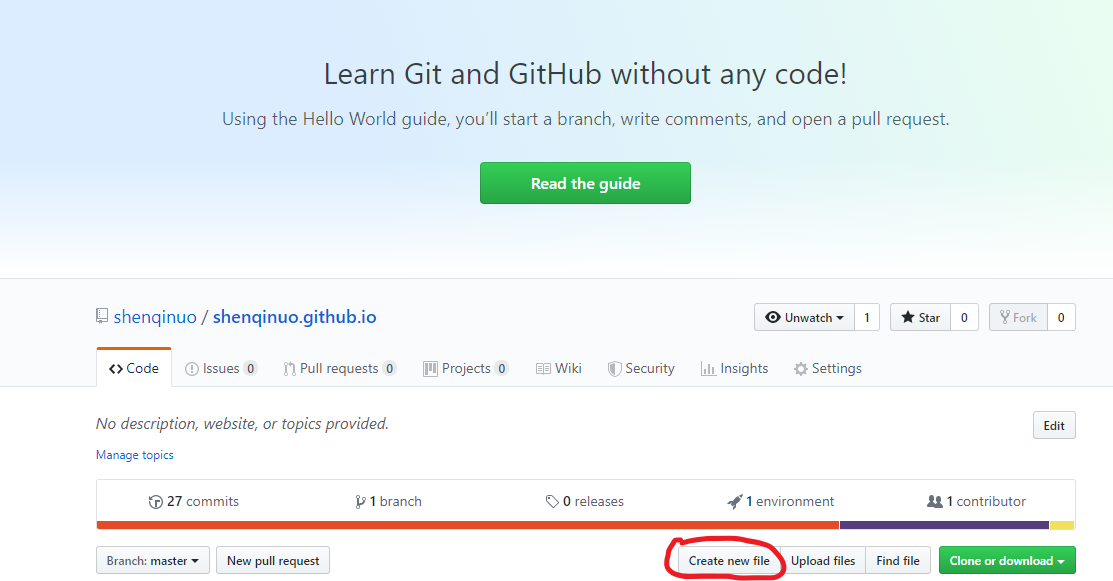 Learn Git and GitHub without any code!
Using the Hello World guide, you’ll start a branch, write comments, and open a pull request.
Read the guide
shenqinuo / shenqinuo.github.io Unwatch 1 Star 0 Fork 0
Code Issues 0 Pull requests 0 Projects 0 Wiki Security Insights Settings
No description, website, or topics provided. Edit
Manage topics
27 commits 1 branch 0 releases 1 environment 1 contributor
Branch: master New pull request Create new file Upload files Find file Clone or download